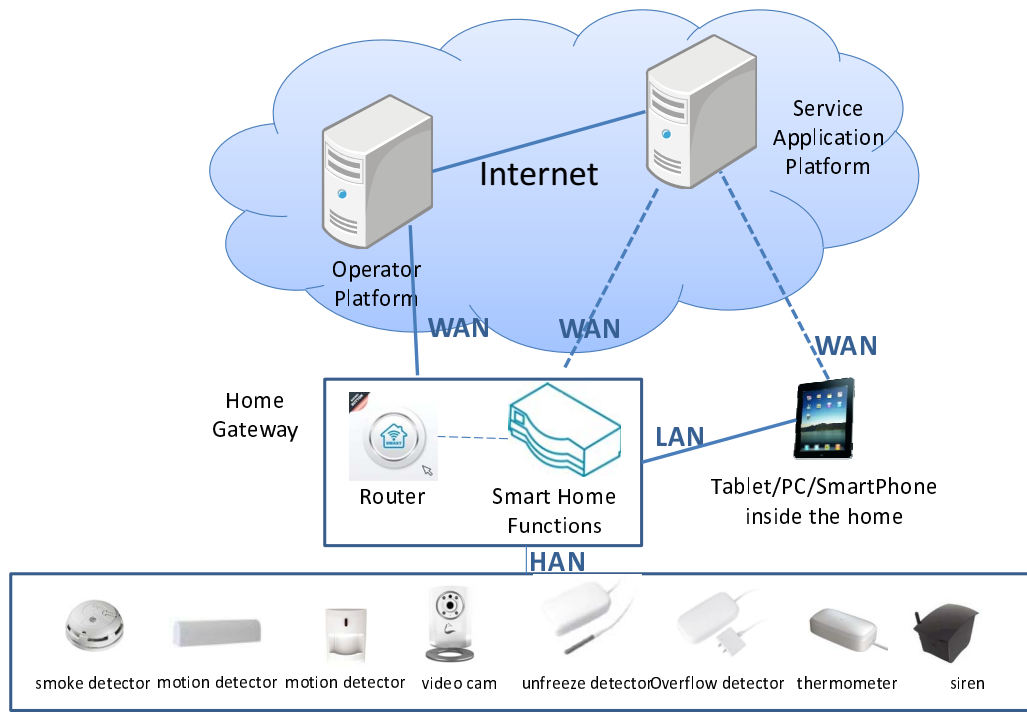 Service
Application
Platform
Internet
Operator
Platform
WAN
WAN
WAN
Home
Gateway
SMART
LAN
Router
Smart Home
Functions
Tablet/PC/SmartPhone
inside the home
HAN
smoke detector
motion detector
motion detector
video cam
unfreeze detector
Overflow detector
thermometer
siren